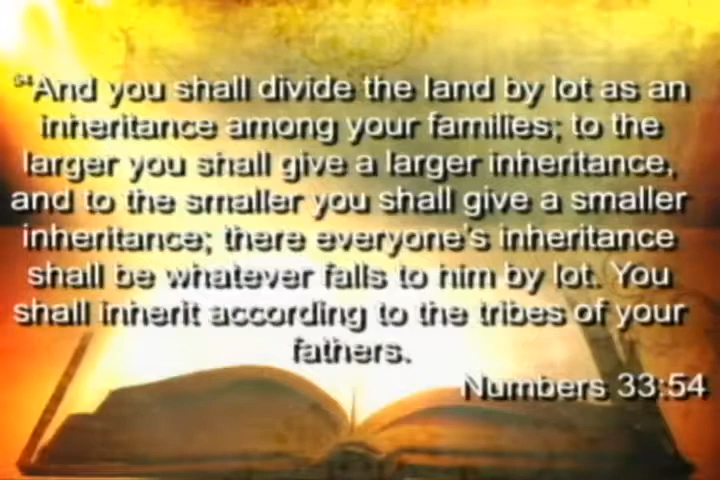 54And you shall divide the land by lot as an
inheritance among your families; to the
larger you shall give a larger inheritance,
and to the smaller you shall give a smaller
inheritance; there everyone's inheritance
shall be whatever falls to him by lot. You
shall inherit according to the tribes of your
fathers.
Numbers 33:54